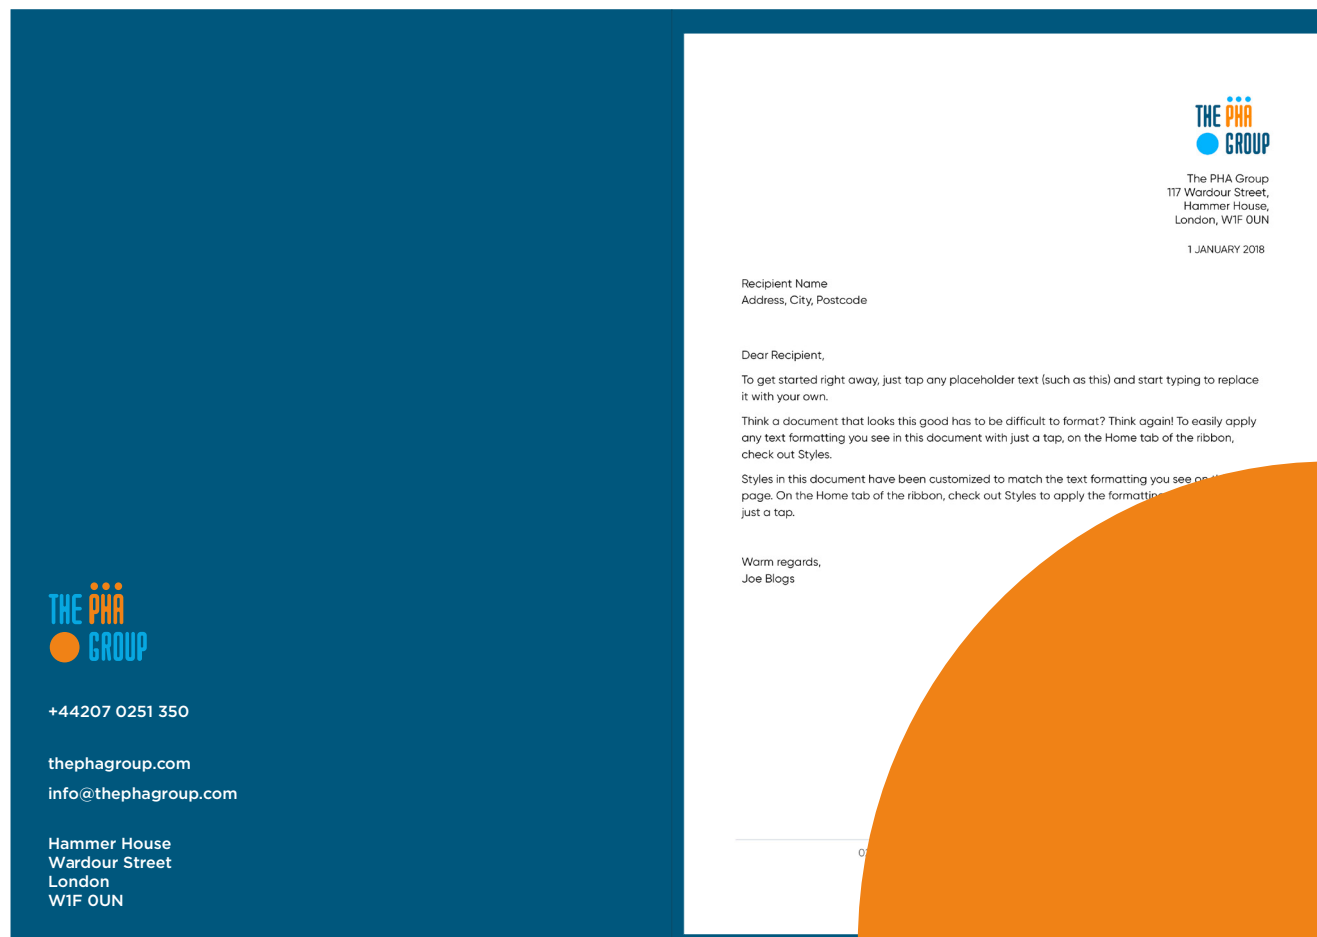 THE PHA
GROUP
+44207 0251 350
thephagroup.com
info@thephagroup.com
Hammer House
Wardour Street
London
W1F 0UN
THE PHA
GROUP
The PHA Group
117 Wardour Street,
Hammer House,
London, W1F 0UN
1 JANUARY 2018
Recipient Name
Address, City, Postcode
Dear Recipient,
To get started right away, just tap any placeholder text (such as this) and start typing to replace
it with your own.
Think a document that looks this good has to be difficult to format? Think again! To easily apply
any text formatting you see in this document with just a tap, on the Home tab of the ribbon,
check out Styles.
Styles in this document have been customized to match the text formatting you see on
page. On the Home tab of the ribbon, check out Styles to apply the formatting
just a tap.
Warm regards,
Joe Blogs